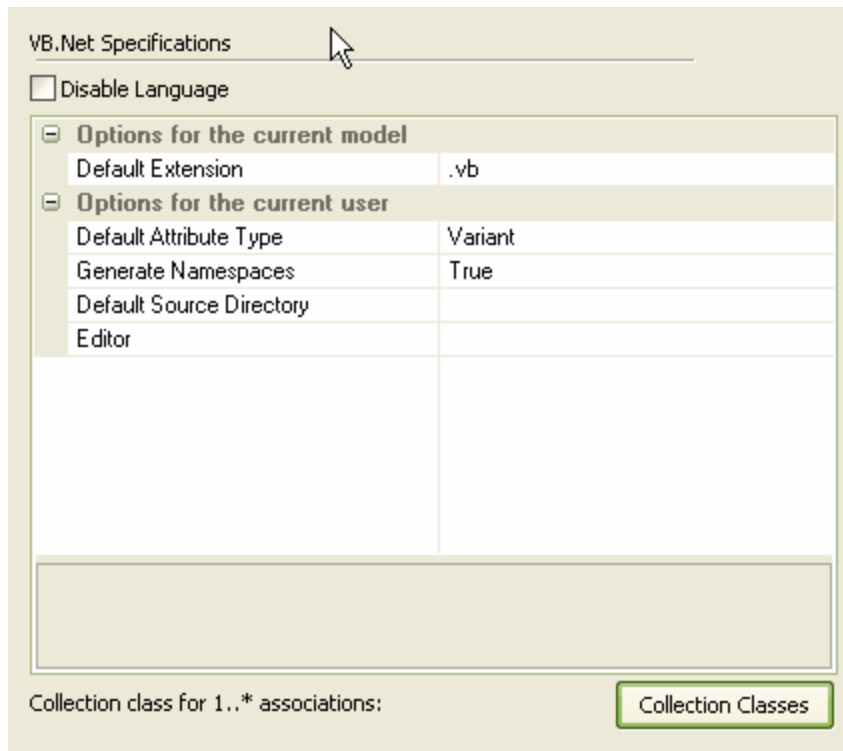 VB.Net Specifications
Disable Language
Options for the current model
Default Extension .vb
Options for the current user
Default Attribute Type Variant
Generate Namespaces True
Default Source Directory
Editor
Collection class for 1..* associations: Collection Classes